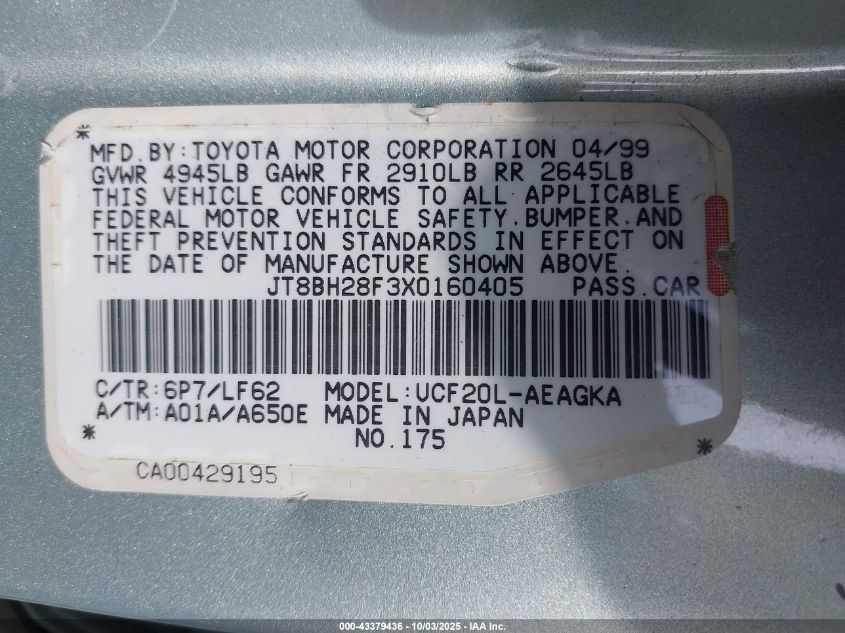 MFD.BY:TOYOTA MOTOR CORPORATION 04/99
GVWR 4945LB GAWR FR 2910LB RR 2645LB
THIS VEHICLE CONFORMS TO ALL APPLICABLE
FEDERAL MOTOR VEHICLE SAFETY.BUMPER.AND
THEFT PREVENTION STANDARDS IN EFFECT ON
THE DATE OF MANUFACTURE SHOWN ABOVE.
JT8BH28F3X0160405 PASS.CAR
C/TR:6P7/LF62 MODEL:UCF20L-AEAGKA
A/TM:A01A/A650E MADE IN JAPAN
NO.175
CA00429195
000-43379436 - 10/03/2025 - IAA Inc.